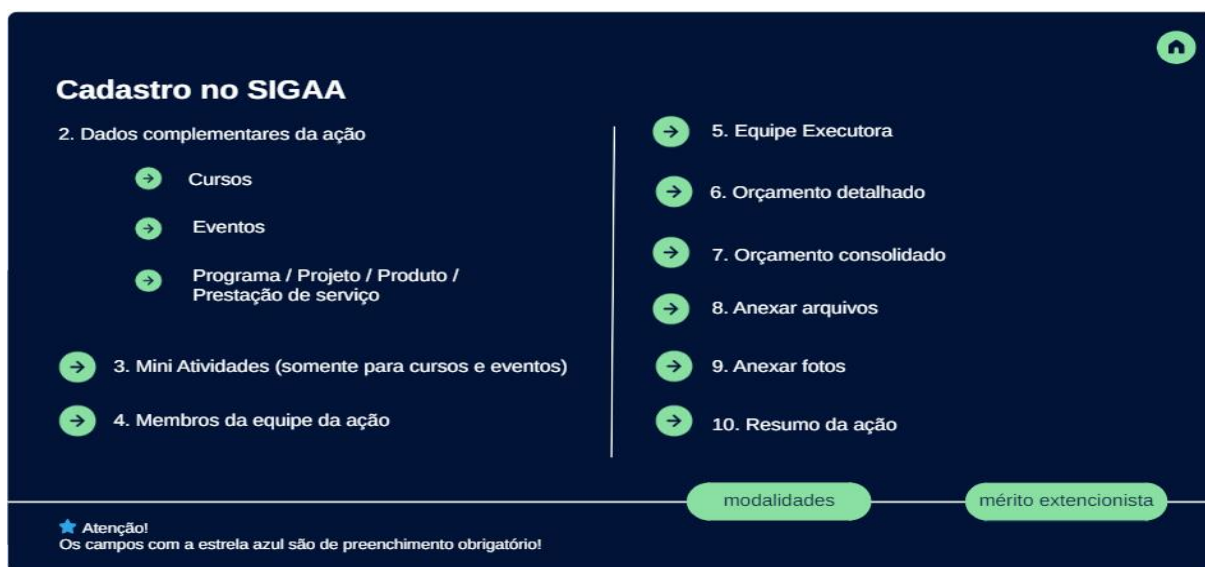 Cadastro no SIGAA
2. Dados complementares da ação
Cursos
Eventos
Programa / Projeto / Produto /
Prestação de serviço
3. Mini Atividades (somente para cursos e eventos)
4. Membros da equipe da ação
5. Equipe Executora
6. Orçamento detalhado
7. Orçamento consolidado
8. Anexar arquivos
9. Anexar fotos
10. Resumo da ação
modalidades
mérito extencionista
Atenção!
Os campos com a estrela azul são de preenchimento obrigatório!